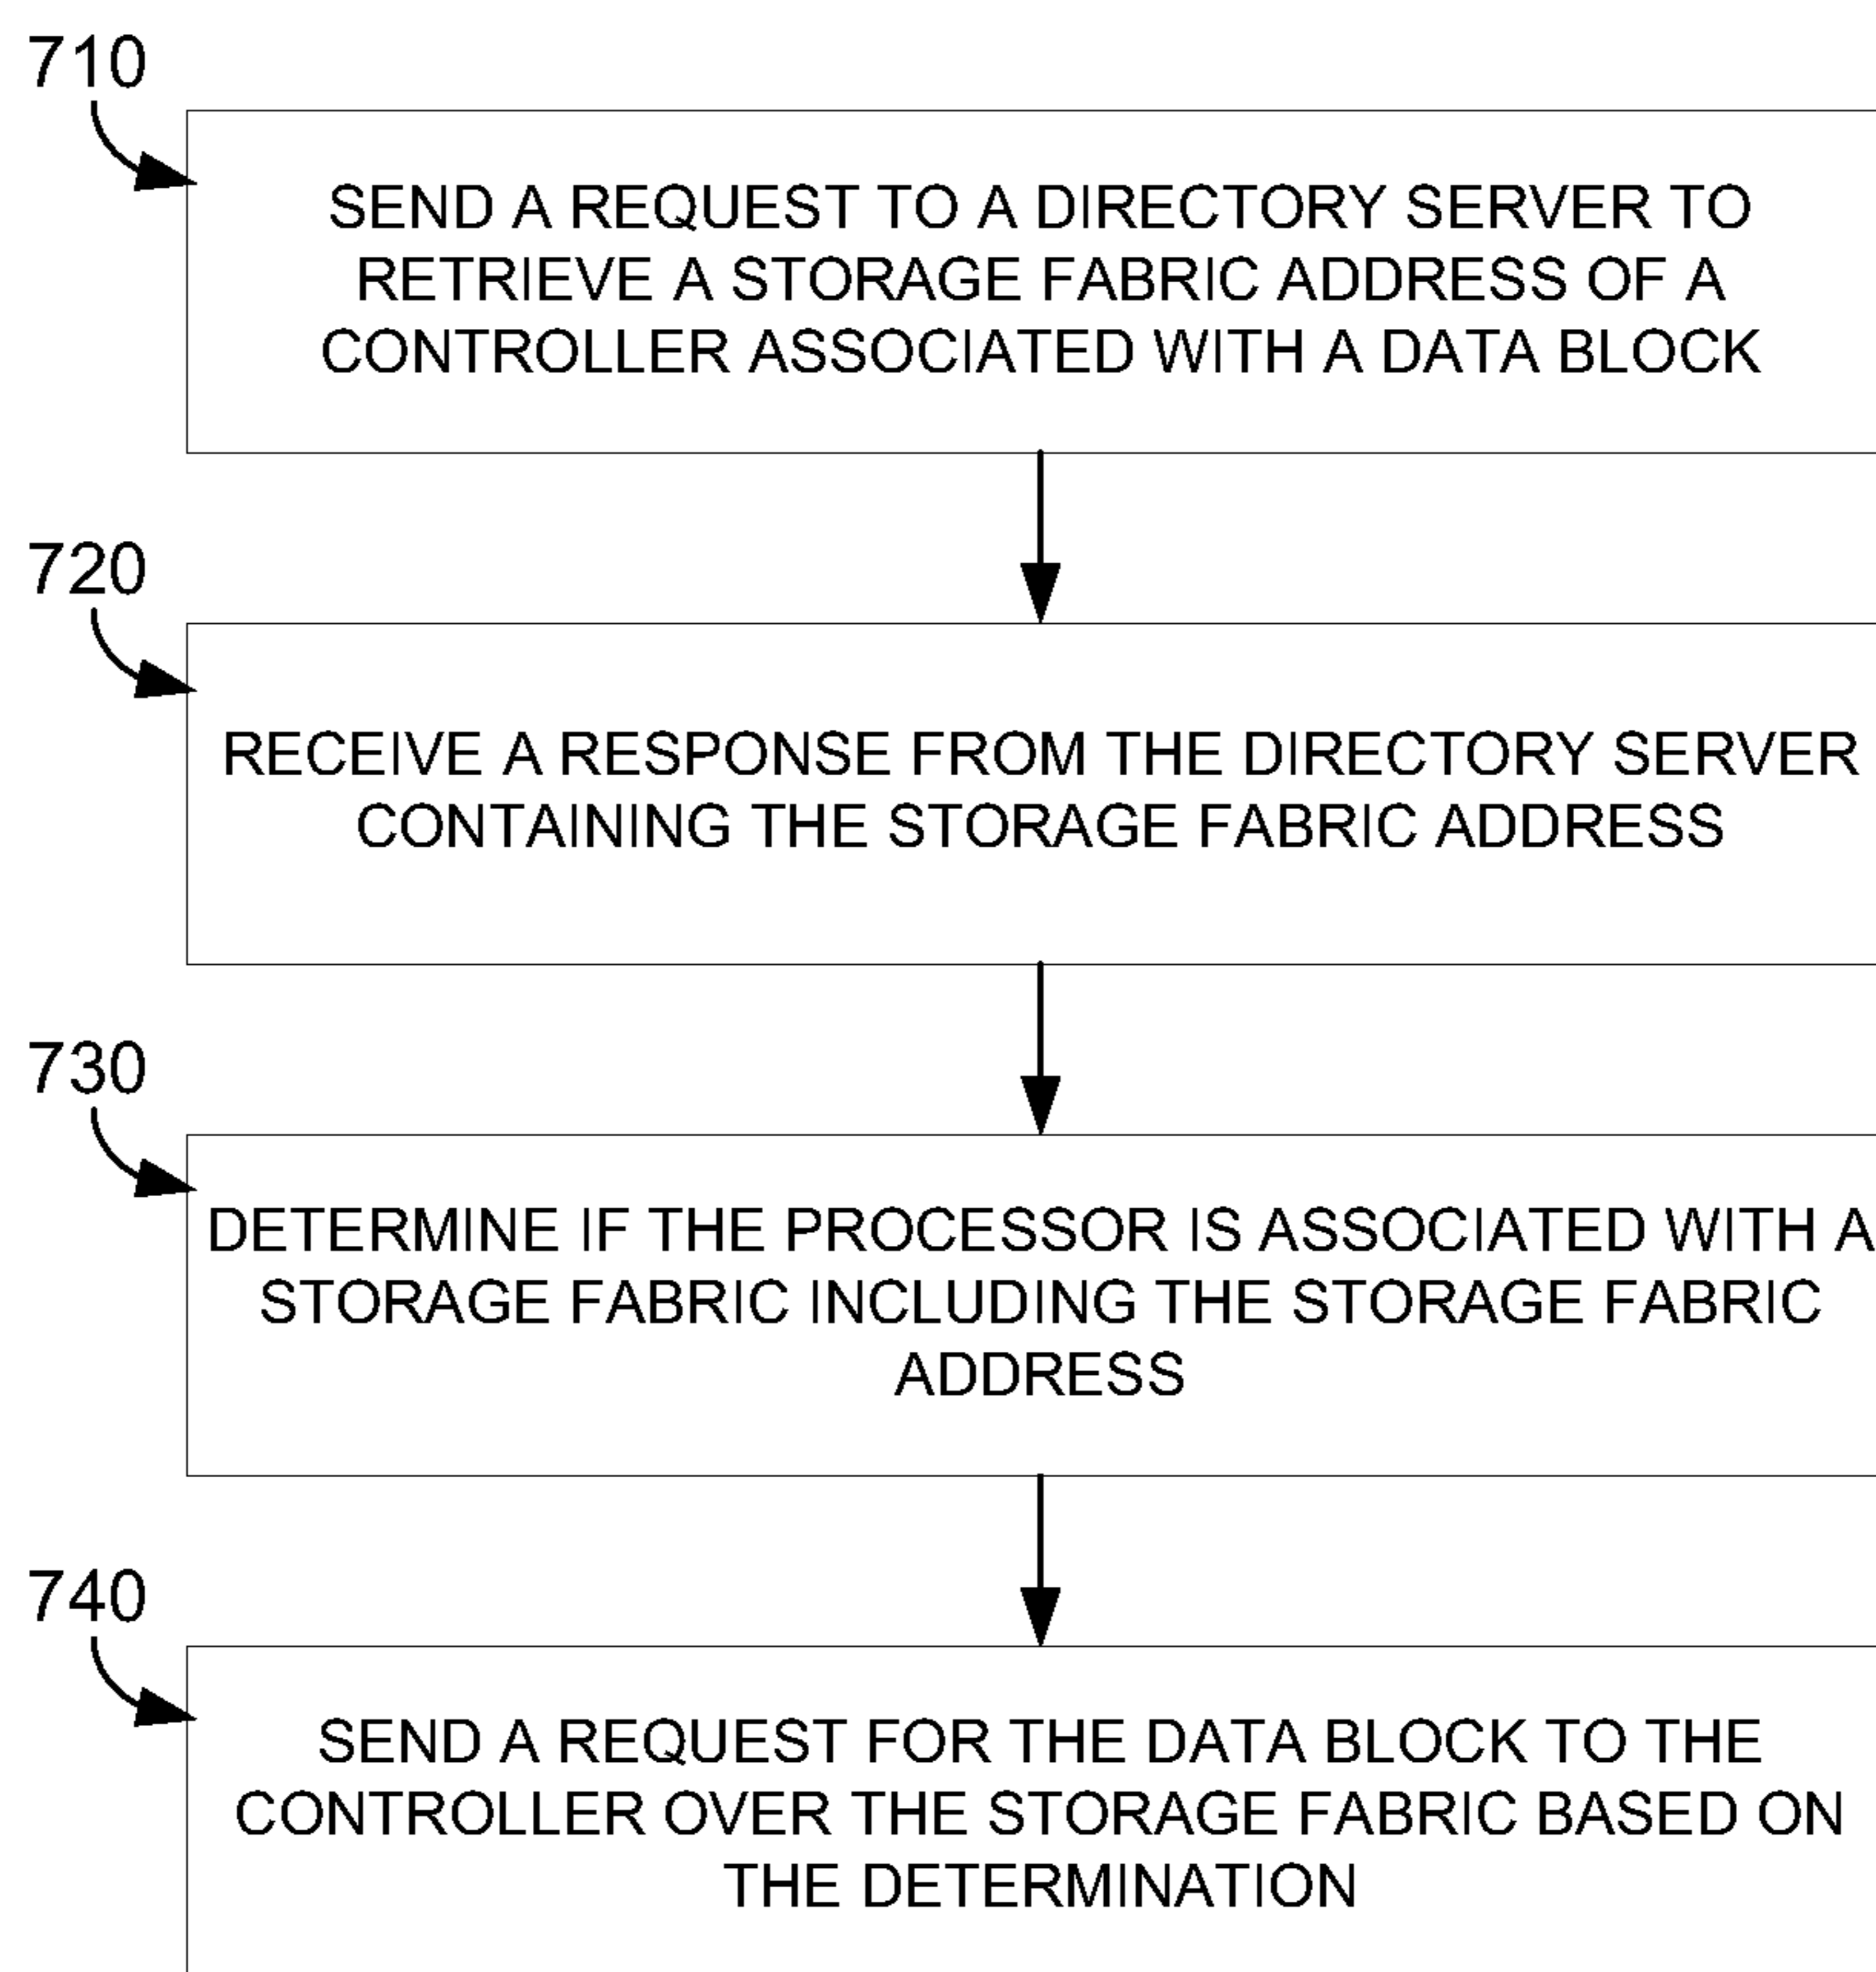 710
SEND A REQUEST TO A DIRECTORY SERVER TO
RETRIEVE A STORAGE FABRIC ADDRESS OF A
CONTROLLER ASSOCIATED WITH A DATA BLOCK
720
RECEIVE A RESPONSE FROM THE DIRECTORY SERVER
CONTAINING THE STORAGE FABRIC ADDRESS
730
DETERMINE IF THE PROCESSOR IS ASSOCIATED WITH A
STORAGE FABRIC INCLUDING THE STORAGE FABRIC
ADDRESS
740
SEND A REQUEST FOR THE DATA BLOCK TO THE
CONTROLLER OVER THE STORAGE FABRIC BASED ON
THE DETERMINATION